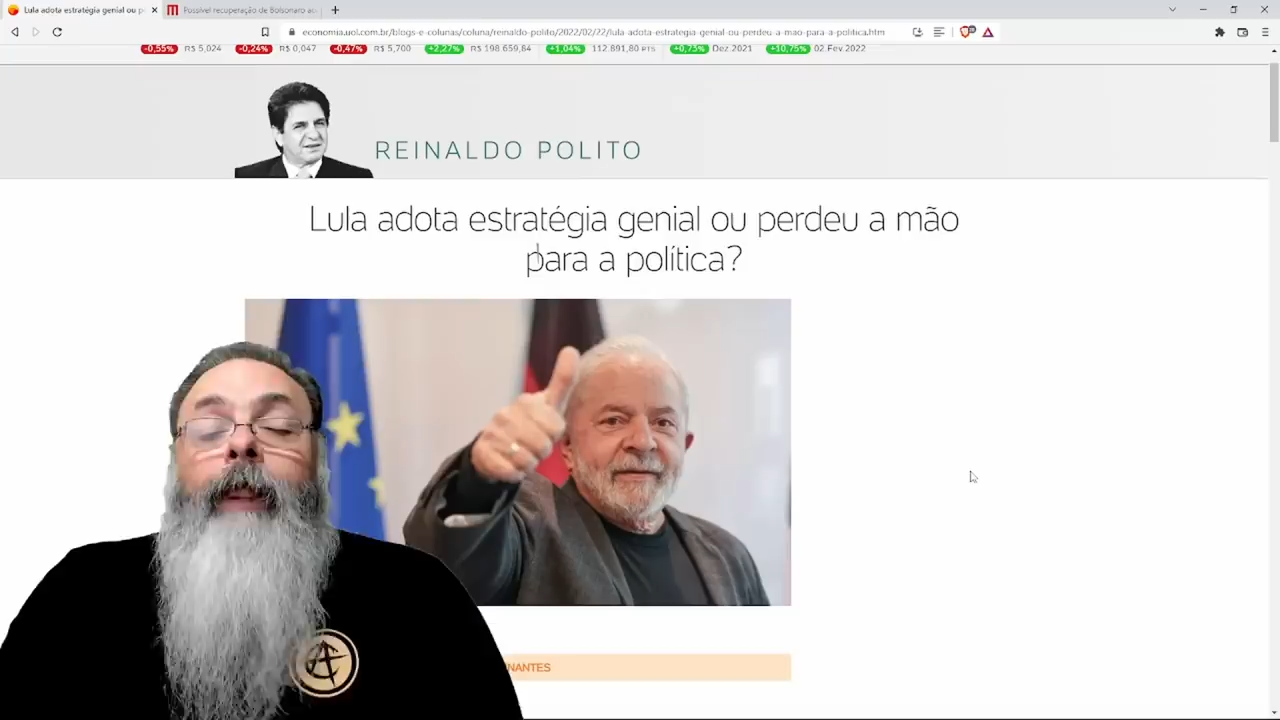 Lula adota estratégia genial ou p
Possível recuperação de Bolsonaro ac
economia.uol.com.br/blogs-e-colunas/coluna/reinaldo-polito/2022/02/22/lula-adota-estrategia-genial-ou-perdeu-a-mao-para-a-politica.htm
-0,55% R$ 5,024 -0,24% R$ 0,047 -0,47% R$ 5,700 +2,27% R$ 198.659,84 +1,04% 112.891,80 PTS +0,73% Dez.2021 +10,75% 02.Fev.2022
REINALDO POLITO
Lula adota estratégia genial ou perdeu a mão
para a política?
NANTES